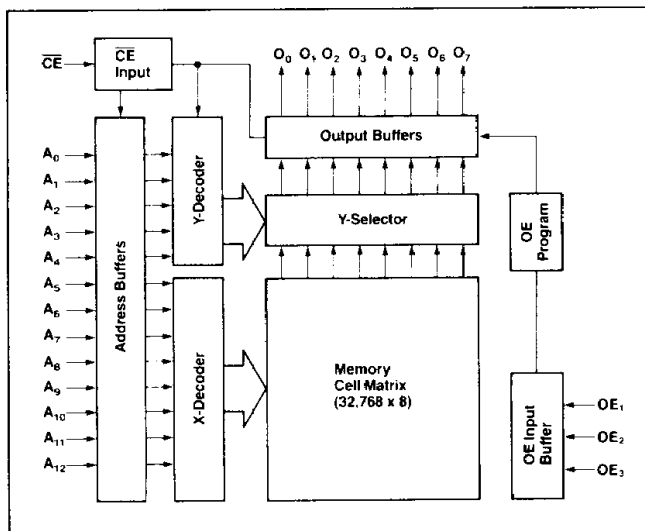 C̅E̅
C̅E̅
Input
O₀ O₁ O₂ O₃ O₄ O₅ O₆ O₇
Output Buffers
A₀
A₁
A₂
A₃
A₄
A₅
A₆
A₇
A₈
A₉
A₁₀
A₁₁
A₁₂
Address Buffers
Y-Decoder
X-Decoder
Y-Selector
OE
Program
Memory
Cell Matrix
(32,768 x 8)
OE Input
Buffer
OE₁
OE₂
OE₃